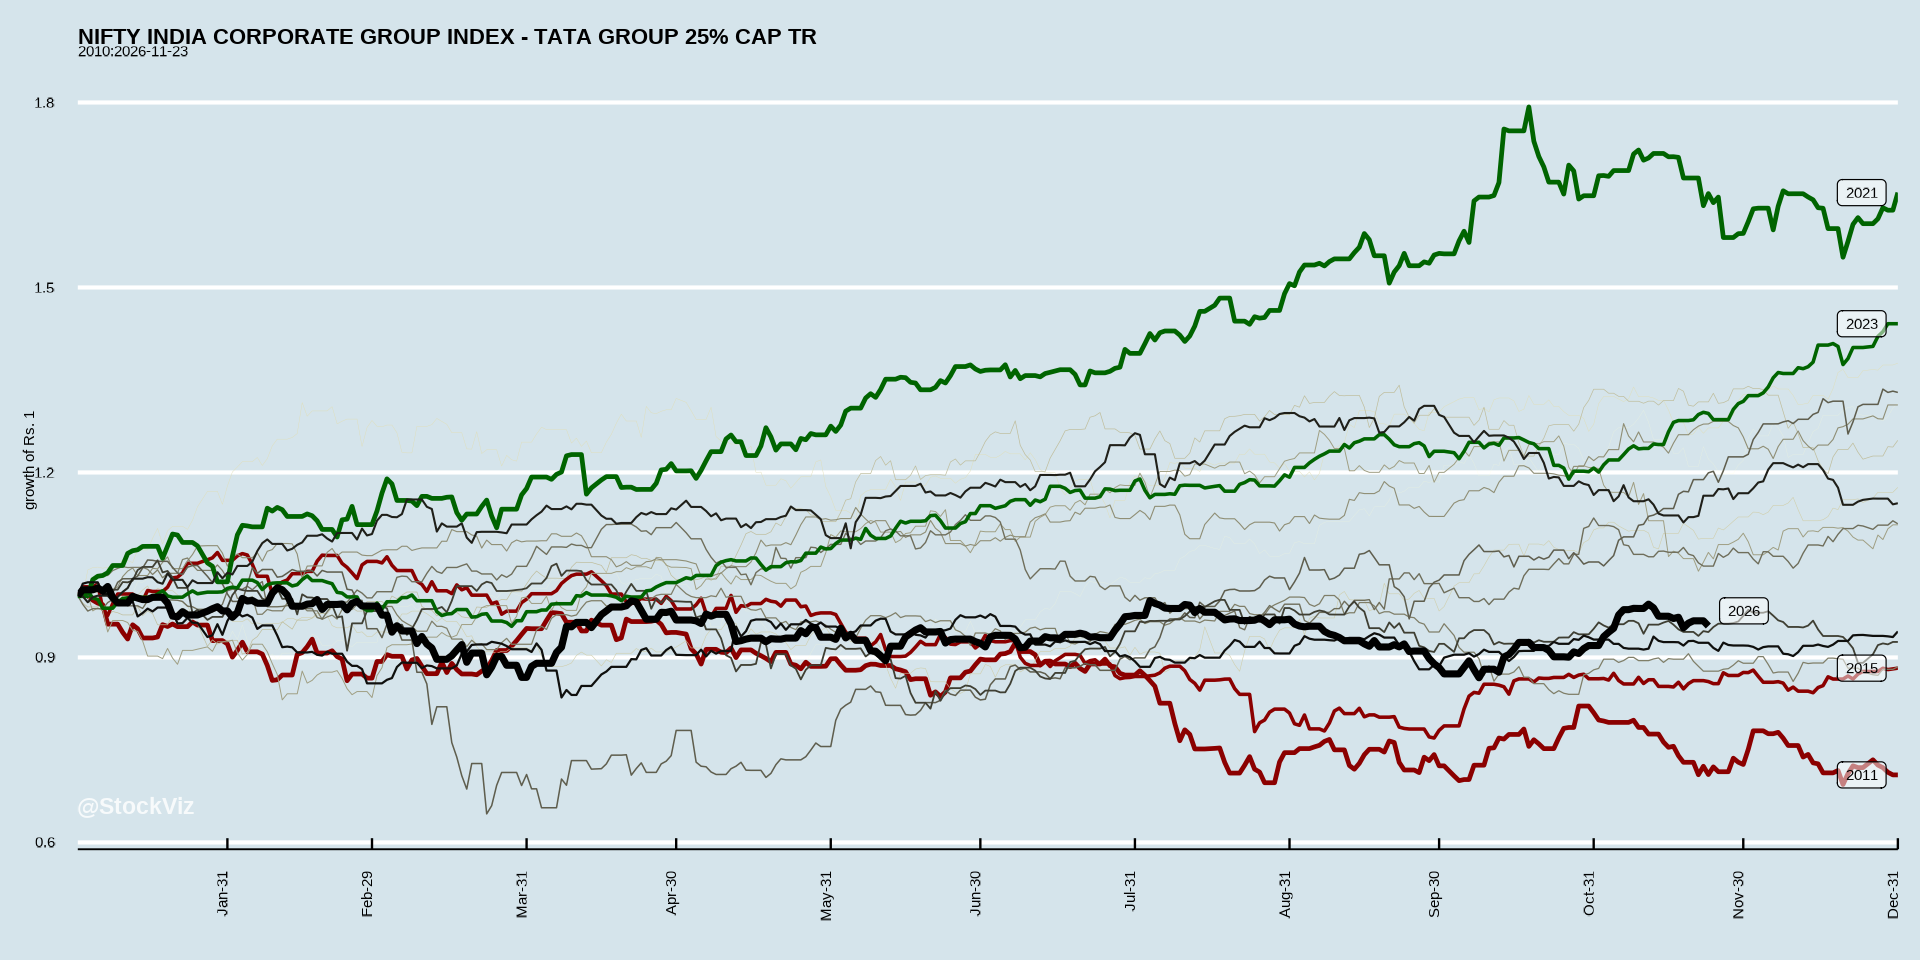 NIFTY INDIA CORPORATE GROUP INDEX - TATA GROUP 25% CAP TR
2010:2026-11-23
growth of Rs. 1
1.8
1.5
1.2
0.9
0.6
2021
2023
2026
2015
2011
@StockViz
Jan-31
Feb-29
Mar-31
Apr-30
May-31
Jun-30
Jul-31
Aug-31
Sep-30
Oct-31
Nov-30
Dec-31